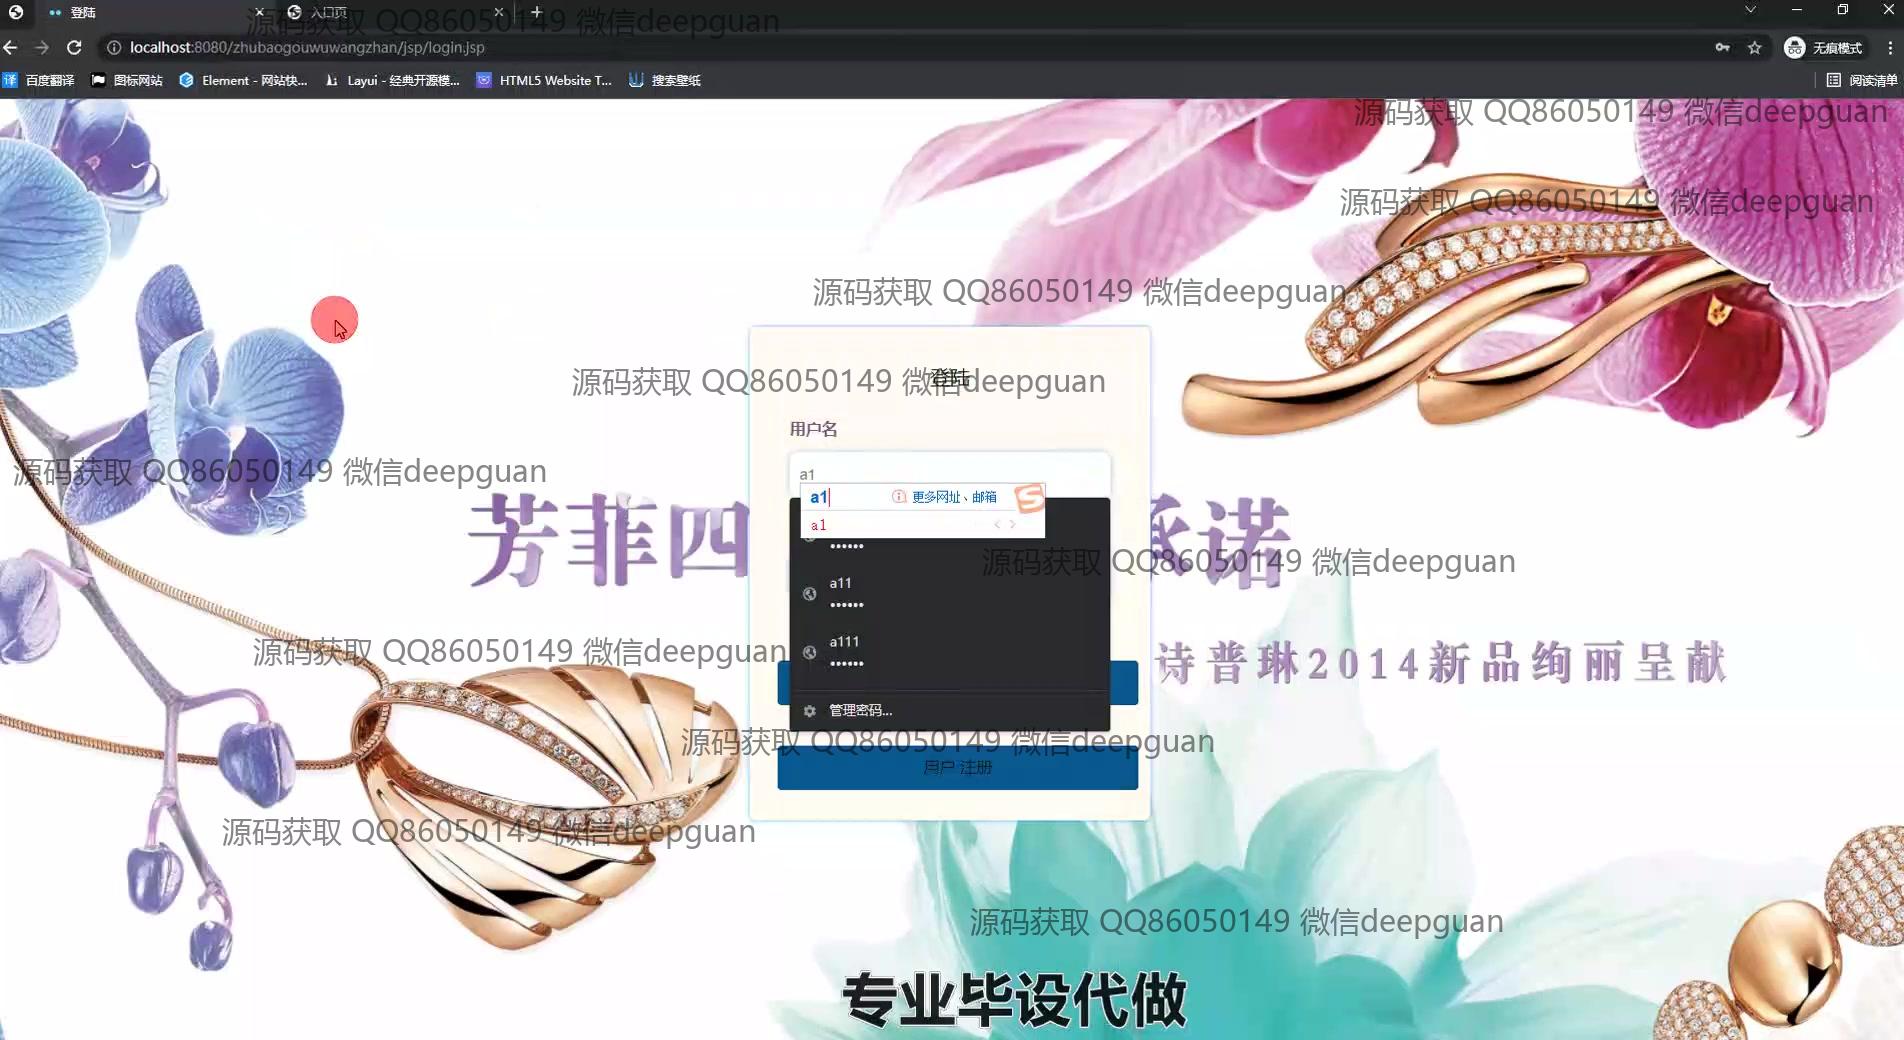 登陆
入口页
源码获取 QQ86050149 微信deepguan
localhost:8080/zhubaogouwuwangzhan/jsp/login.jsp
无痕模式
百度翻译
图标网站
Element - 网站快...
Layui - 经典开源模...
HTML5 Website T...
搜索壁纸
阅读清单
源码获取 QQ86050149 微信deepguan
源码获取 QQ86050149 微信deepguan
源码获取 QQ86050149 微信deepguan
源码获取 QQ86050149 微信deepguan
登陆
用户名
源码获取 QQ86050149 微信deepguan
a1
a1
更多网址、邮箱
a1
芳菲四
承诺
••••••
源码获取 QQ86050149 微信deepguan
a11
••••••
a111
••••••
源码获取 QQ86050149 微信deepguan
诗普琳2014新品绚丽呈献
管理密码...
源码获取 QQ86050149 微信deepguan
用户 注册
源码获取 QQ86050149 微信deepguan
源码获取 QQ86050149 微信deepguan
专业毕设代做